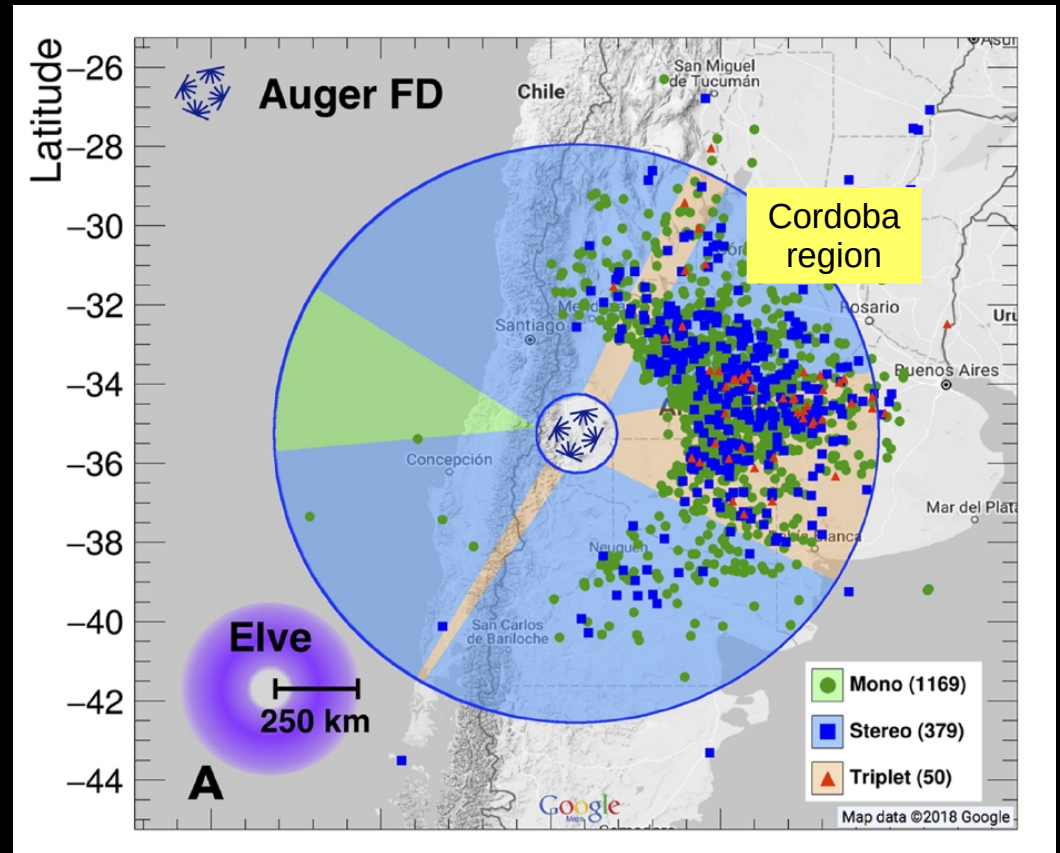 Latitude
−26
−28
−30
−32
−34
−36
−38
−40
−42
−44
Auger FD
Chile
San Miguel
de Tucumán
Cordoba
region
Rosario
Santiago
Buenos Aires
Concepción
Mar del Plata
Neuquén
San Carlos
de Bariloche
Elve
250 km
A
Mono (1169)
Stereo (379)
Triplet (50)
Google
Maps
Map data ©2018 Google